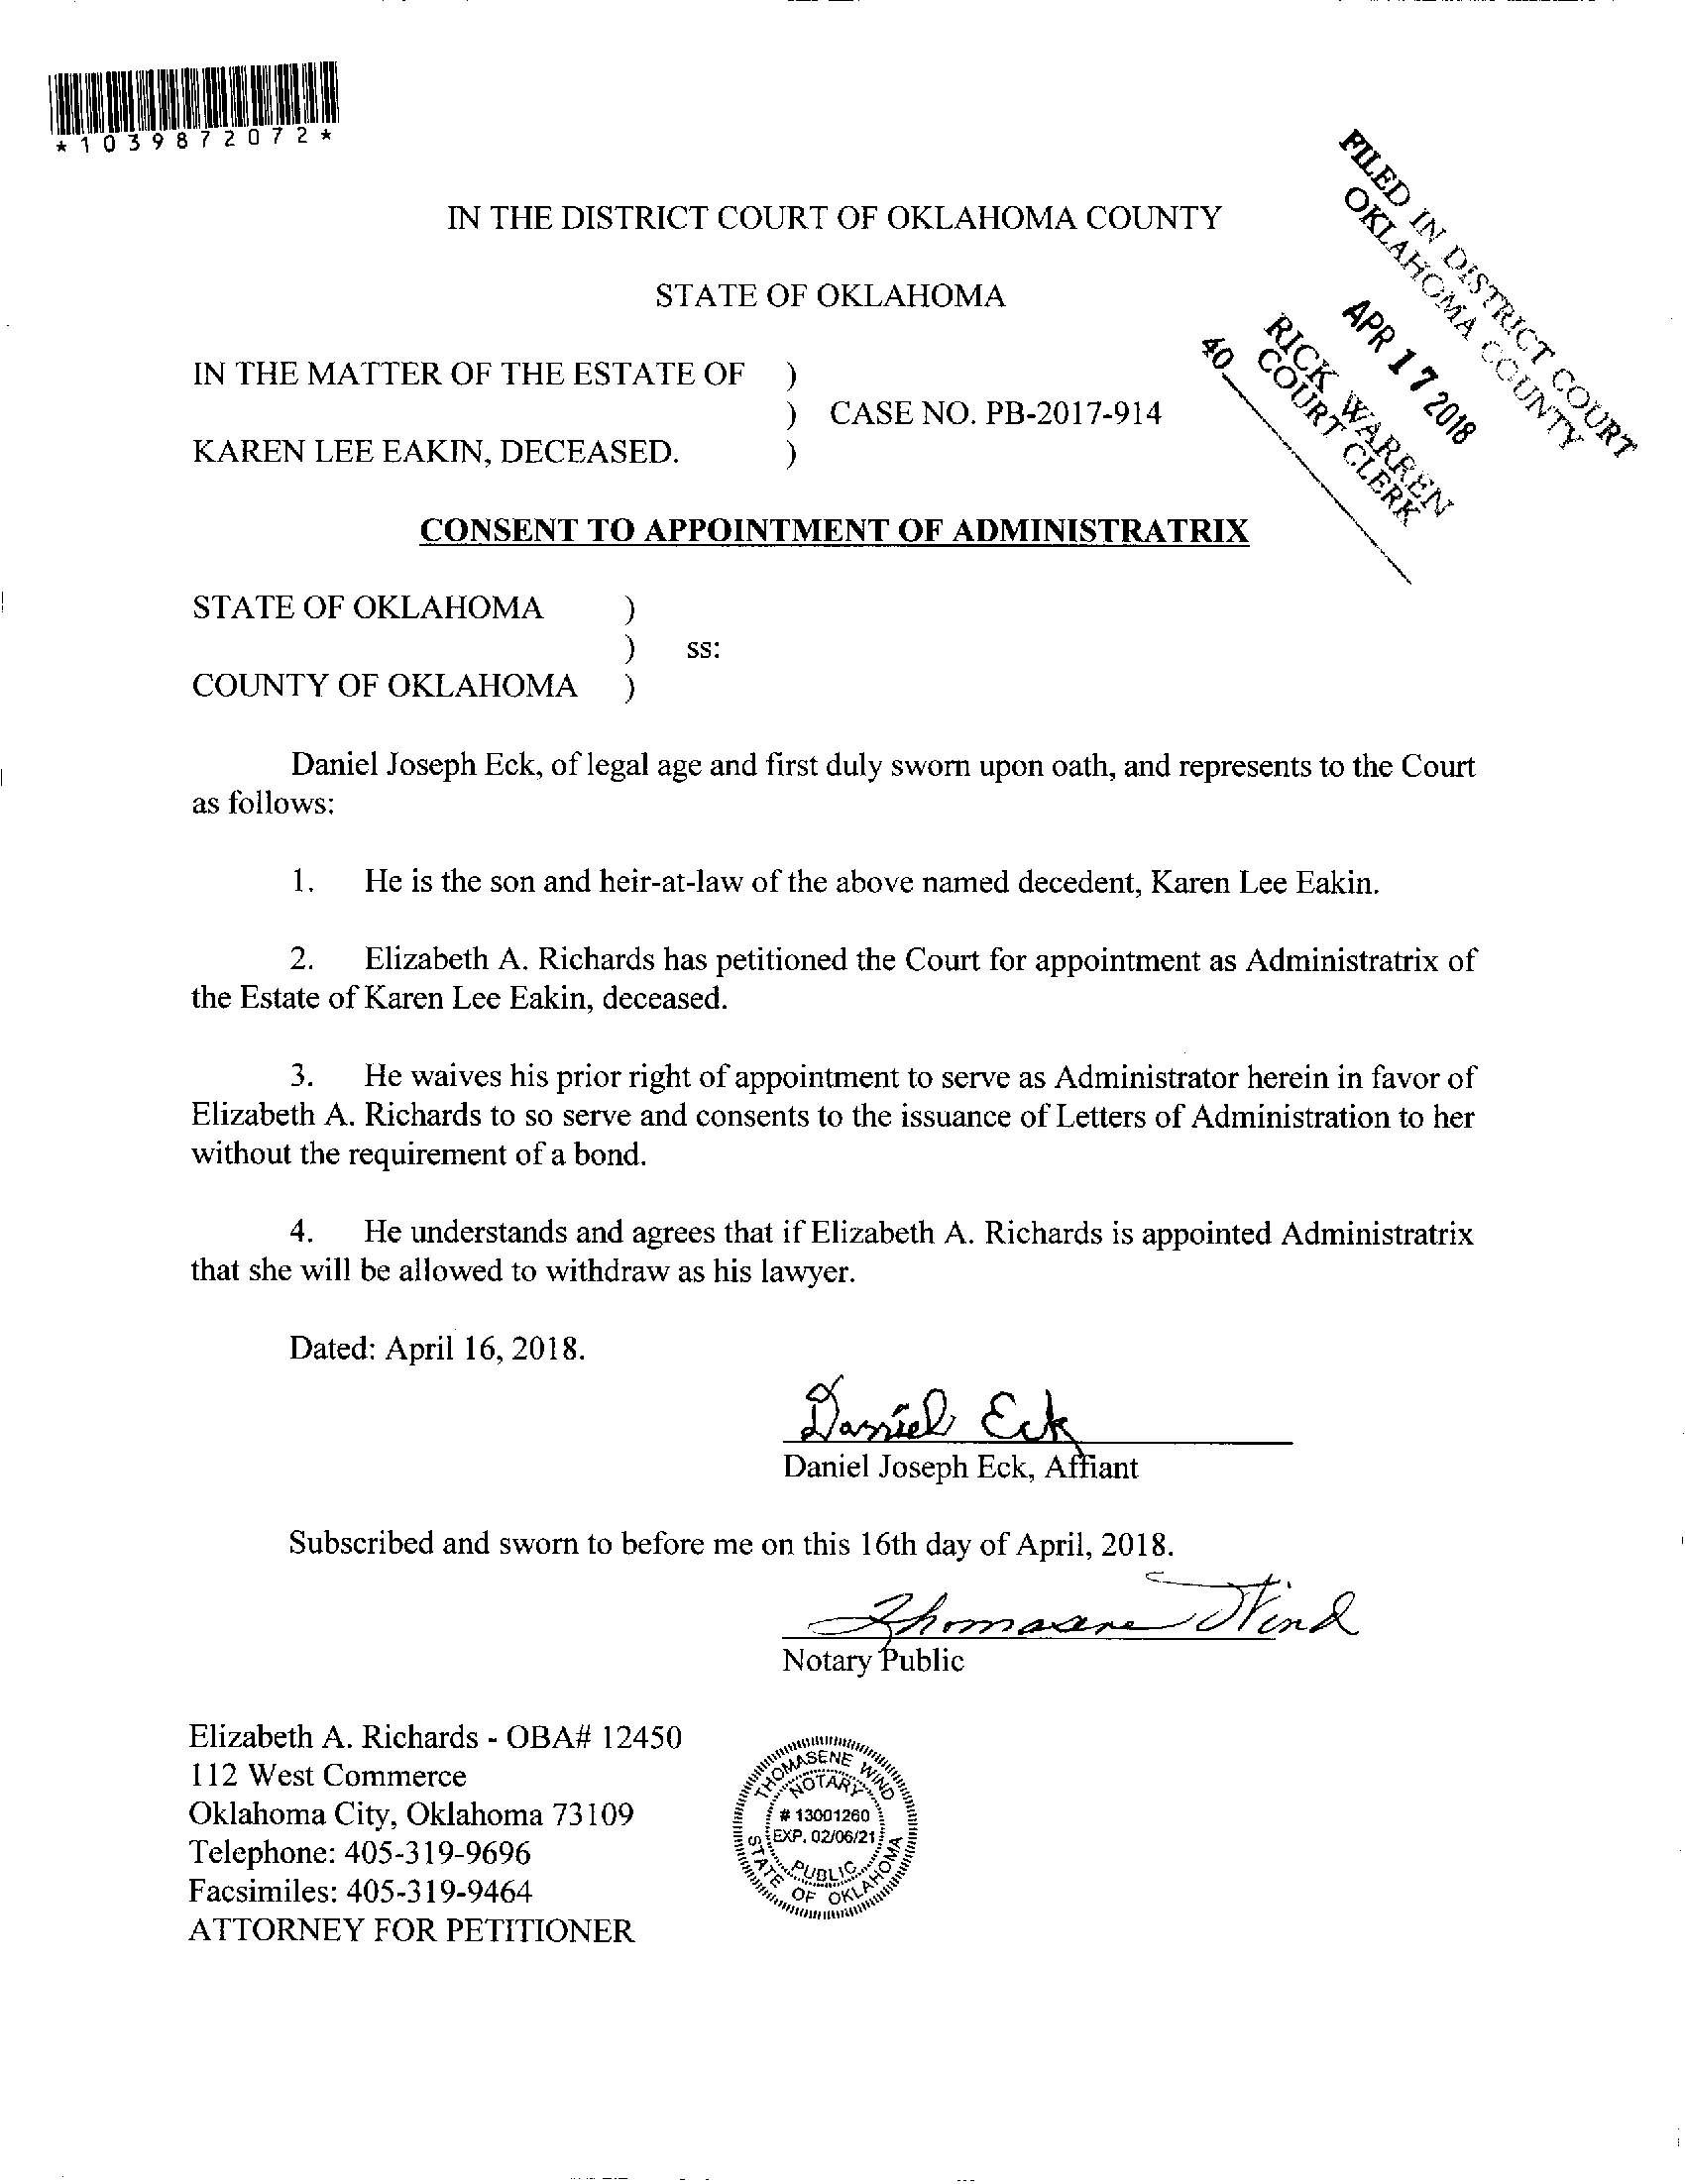 *1039872072*
FILED IN DISTRICT COURT
OKLAHOMA COUNTY
APR 17 2018
RICK WARREN
COURT CLERK
40
IN THE DISTRICT COURT OF OKLAHOMA COUNTY
STATE OF OKLAHOMA
IN THE MATTER OF THE ESTATE OF )
) CASE NO. PB-2017-914
KAREN LEE EAKIN, DECEASED. )
CONSENT TO APPOINTMENT OF ADMINISTRATRIX
STATE OF OKLAHOMA )
) ss:
COUNTY OF OKLAHOMA )
Daniel Joseph Eck, of legal age and first duly sworn upon oath, and represents to the Court
as follows:
1. He is the son and heir-at-law of the above named decedent, Karen Lee Eakin.
2. Elizabeth A. Richards has petitioned the Court for appointment as Administratrix of
the Estate of Karen Lee Eakin, deceased.
3. He waives his prior right of appointment to serve as Administrator herein in favor of
Elizabeth A. Richards to so serve and consents to the issuance of Letters of Administration to her
without the requirement of a bond.
4. He understands and agrees that if Elizabeth A. Richards is appointed Administratrix
that she will be allowed to withdraw as his lawyer.
Dated: April 16, 2018.
Daniel Eck
Daniel Joseph Eck, Affiant
Subscribed and sworn to before me on this 16th day of April, 2018.
Thomasene Wind
Notary Public
Elizabeth A. Richards - OBA# 12450
112 West Commerce
Oklahoma City, Oklahoma 73109
Telephone: 405-319-9696
Facsimiles: 405-319-9464
ATTORNEY FOR PETITIONER
THOMASENE WIND
NOTARY
# 13001260
EXP. 02/06/21
PUBLIC
STATE OF OKLAHOMA